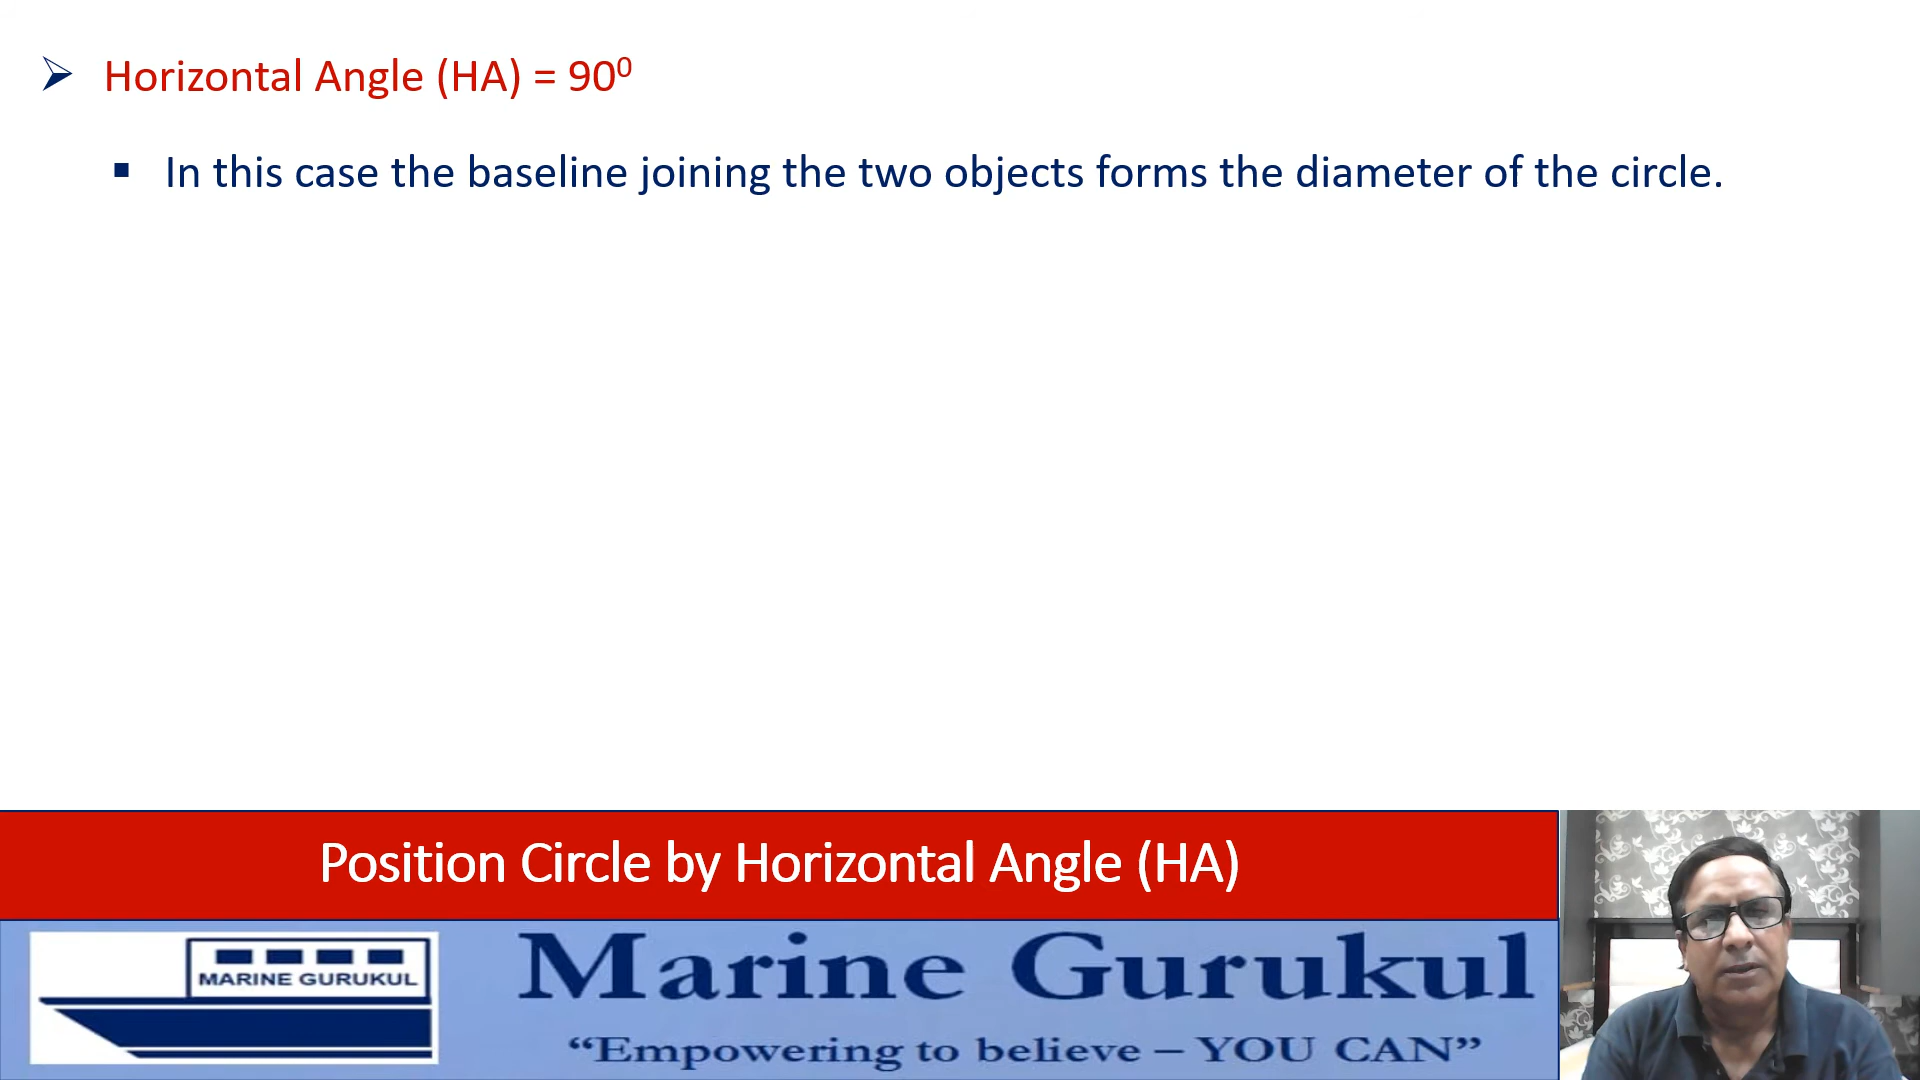 ➢ Horizontal Angle (HA) = 90⁰
▪ In this case the baseline joining the two objects forms the diameter of the circle.
Position Circle by Horizontal Angle (HA)
MARINE GURUKUL
Marine Gurukul
“Empowering to believe – YOU CAN”